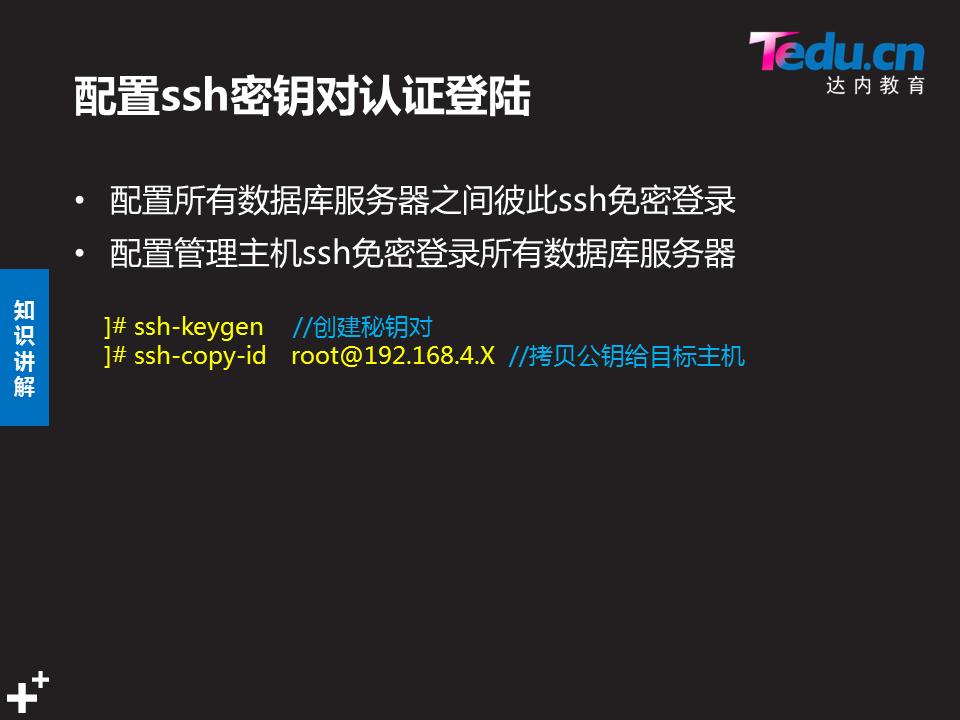 Tedu.cn
达内教育
配置ssh密钥对认证登陆
• 配置所有数据库服务器之间彼此ssh免密登录
• 配置管理主机ssh免密登录所有数据库服务器
知识讲解
]# ssh-keygen //创建秘钥对
]# ssh-copy-id root@192.168.4.X //拷贝公钥给目标主机